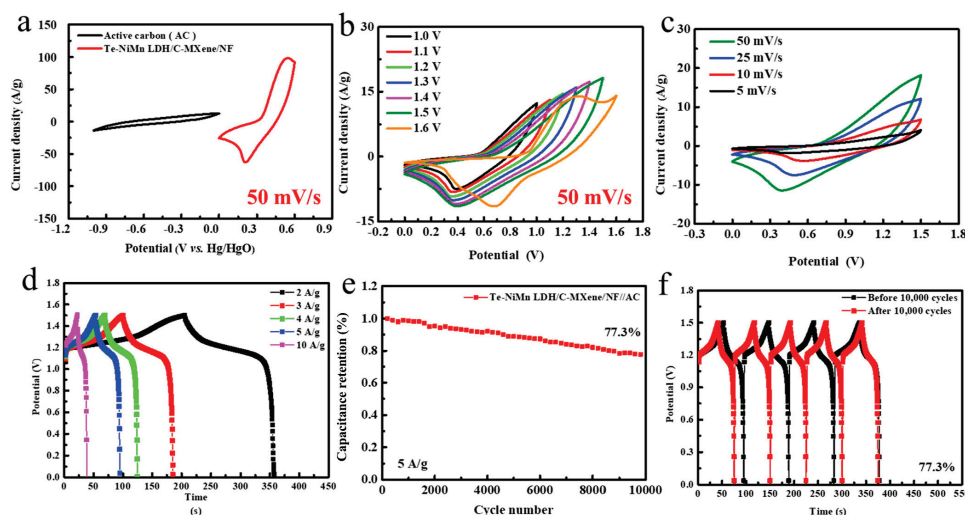 a
Current density (A/g)
150
100
50
0
-50
-100
-150
Active carbon ( AC )
Te-NiMn LDH/C-MXene/NF
50 mV/s
-1.2 -0.9 -0.6 -0.3 0.0 0.3 0.6 0.9
Potential (V vs. Hg/HgO)
b
Current density (A/g)
30
15
0
-15
1.0 V
1.1 V
1.2 V
1.3 V
1.4 V
1.5 V
1.6 V
50 mV/s
0.0 0.2 0.4 0.6 0.8 1.0 1.2 1.4 1.6 1.8
Potential (V)
c
Current density (A/g)
30
20
10
0
-10
-20
50 mV/s
25 mV/s
10 mV/s
5 mV/s
-0.3 0.0 0.3 0.6 0.9 1.2 1.5 1.8
Potential (V)
d
Potential (V)
1.8
1.6
1.4
1.2
1.0
0.8
0.6
0.4
0.2
0.0
2 A/g
3 A/g
4 A/g
5 A/g
10 A/g
0 50 100 150 200 250 300 350 400
Time
(s)
e
Capacitance retention (%)
1.2
1.0
0.8
0.6
0.4
0.2
0.0
Te-NiMn LDH/C-MXene/NF//AC
77.3%
5 A/g
0 2000 4000 6000 8000 10000
Cycle number
f
Potential (V)
1.8
1.5
1.2
0.9
0.6
0.3
0.0
Before 10,000 cycles
After 10,000 cycles
77.3%
0 50 100 150 200 250 300 350 400 450 500 55
Time (s)